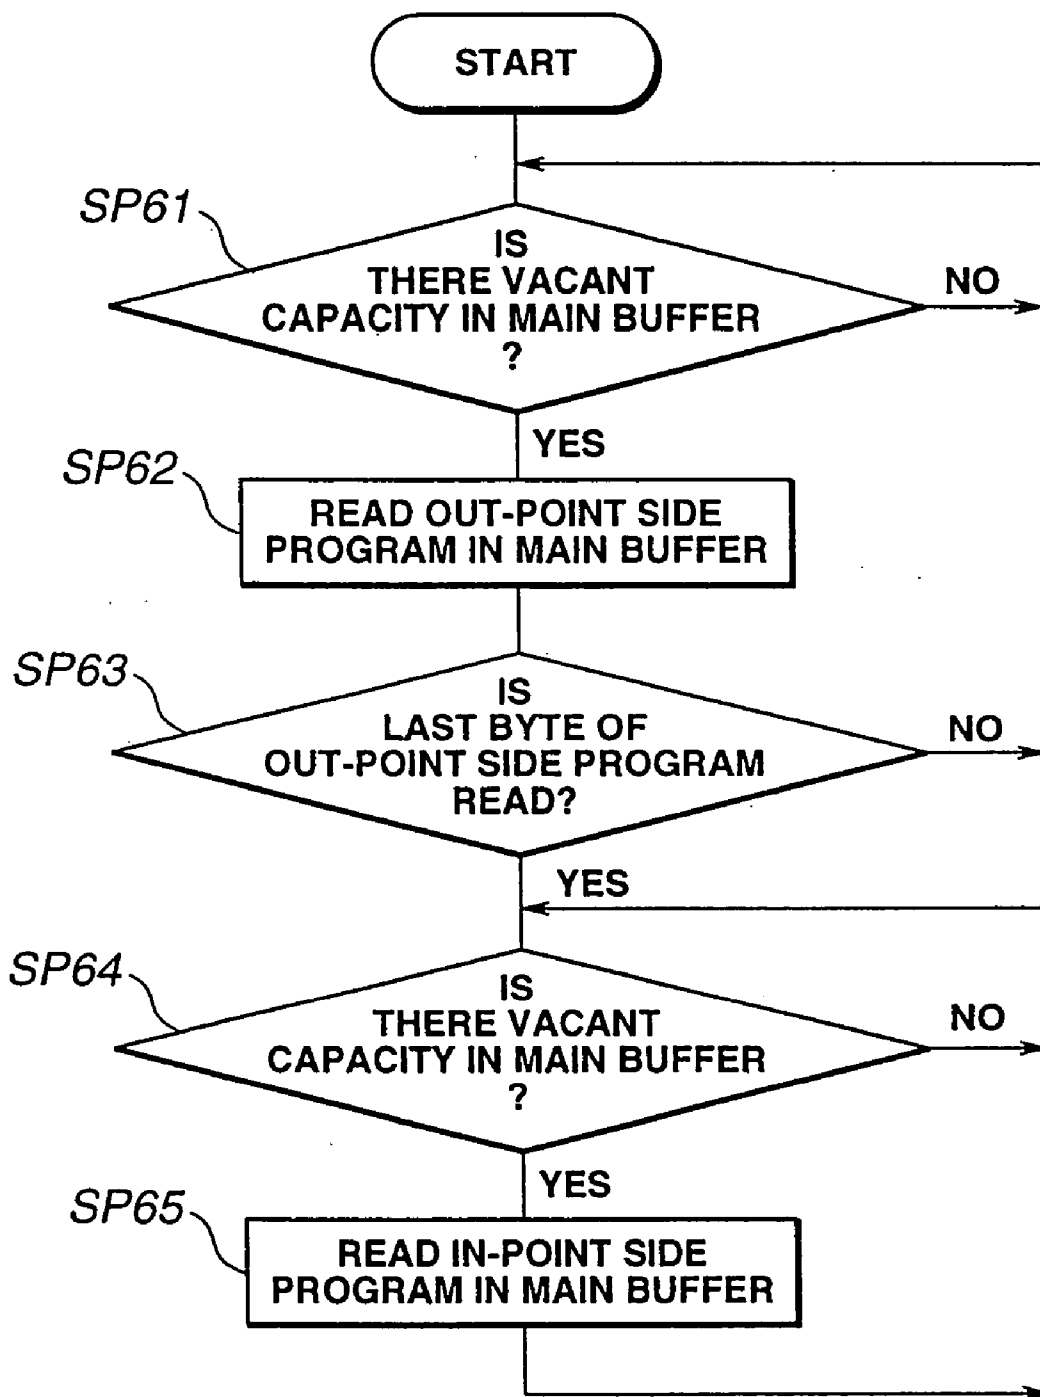 START
SP61
IS
THERE VACANT
CAPACITY IN MAIN BUFFER
?
NO
YES
SP62
READ OUT-POINT SIDE
PROGRAM IN MAIN BUFFER
SP63
IS
LAST BYTE OF
OUT-POINT SIDE PROGRAM
READ?
NO
YES
SP64
IS
THERE VACANT
CAPACITY IN MAIN BUFFER
?
NO
YES
SP65
READ IN-POINT SIDE
PROGRAM IN MAIN BUFFER